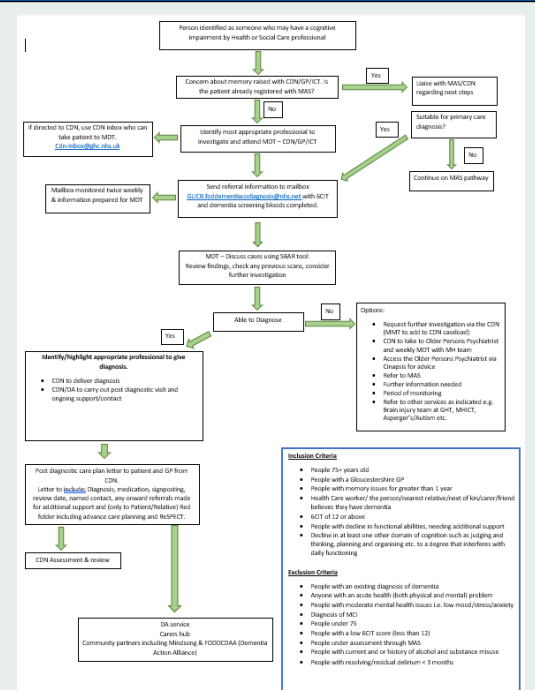 Person identified as someone who may have a cognitive
impairment by Health or Social Care professional
Concern about memory raised with CDN/GP/ICT. Is
the patient already registered with MAS?
Yes
Liaise with MAS/CDN
regarding next steps
No
Suitable for primary care
diagnosis?
Yes
If directed to CDN, use CDN inbox who can
take patient to MDT.
Cdn-Inbox@ghc.nhs.uk
Identify most appropriate professional to
investigate and attend MDT – CDN/GP/ICT
No
Continue on MAS pathway
Mailbox monitored twice weekly
& information prepared for MDT
Send referral information to mailbox
GLICB.foddementiacodiagnosis@nhs.net with 6CIT
and dementia screening bloods completed.
MDT – Discuss cases using SBAR tool:
Review findings, check any previous scans, consider
further investigation
Able to Diagnose
No
Yes
Options:
• Request further investigation via the CDN
(MMT to add to CDN caseload)
• CDN to take to Older Persons Psychiatrist
and weekly MDT with MH team
• Access the Older Persons Psychiatrist via
Cinapsis for advice
• Refer to MAS
• Further information needed
• Period of monitoring
• Refer to other services as indicated e.g.
Brain injury team at GHT, MHICT,
Asperger's/Autism etc.
Identify/highlight appropriate professional to give
diagnosis.
• CDN to deliver diagnosis
• CDN/DA to carry out post diagnostic visit and
ongoing support/contact
Post diagnostic care plan letter to patient and GP from
CDN.
Letter to include; Diagnosis, medication, signposting,
review date, named contact, any onward referrals made
for additional support and (only to Patient/Relative) Red
folder including advance care planning and ReSPECT.
CDN Assessment & review
DA service
Carers hub
Community partners including Mindsong & FODDCDAA (Dementia
Action Alliance)
Inclusion Criteria
• People 75+ years old
• People with a Gloucestershire GP
• People with memory issues for greater than 1 year
• Health Care worker/ the person/nearest relative/next of kin/carer/friend
believes they have dementia
• 6CIT of 12 or above
• People with decline in functional abilities, needing additional support
• Decline in at least one other domain of cognition such as judging and
thinking, planning and organising etc. to a degree that interferes with
daily functioning
Exclusion Criteria
• People with an existing diagnosis of dementia
• Anyone with an acute health (both physical and mental) problem
• People with moderate mental health issues i.e. low mood/stress/anxiety
• Diagnosis of MCI
• People under 75
• People with a low 6CIT score (less than 12)
• People under assessment through MAS
• People with current and/or history of alcohol and substance misuse
• People with resolving/residual delirium < 3 months